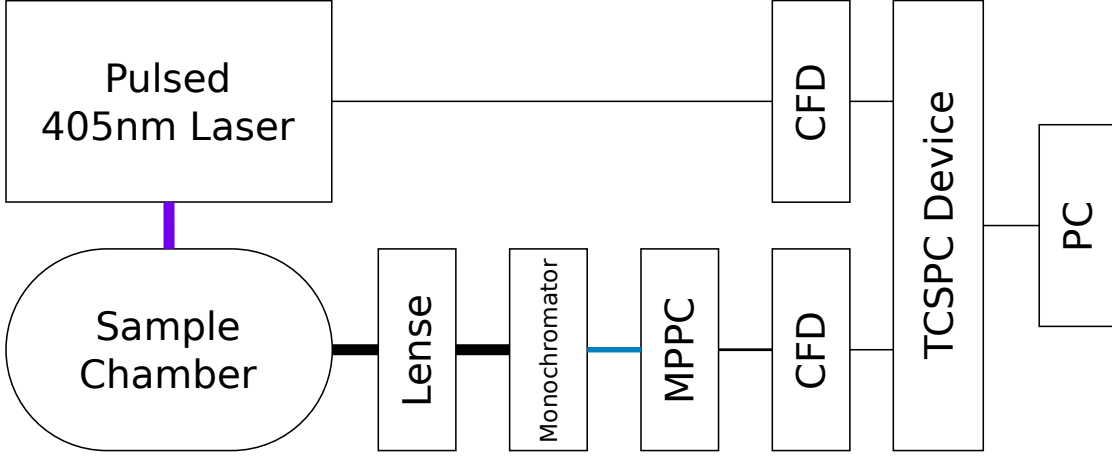 Pulsed
405nm Laser
CFD
TCSPC Device
PC
Sample
Chamber
Lense
Monochromator
MPPC
CFD